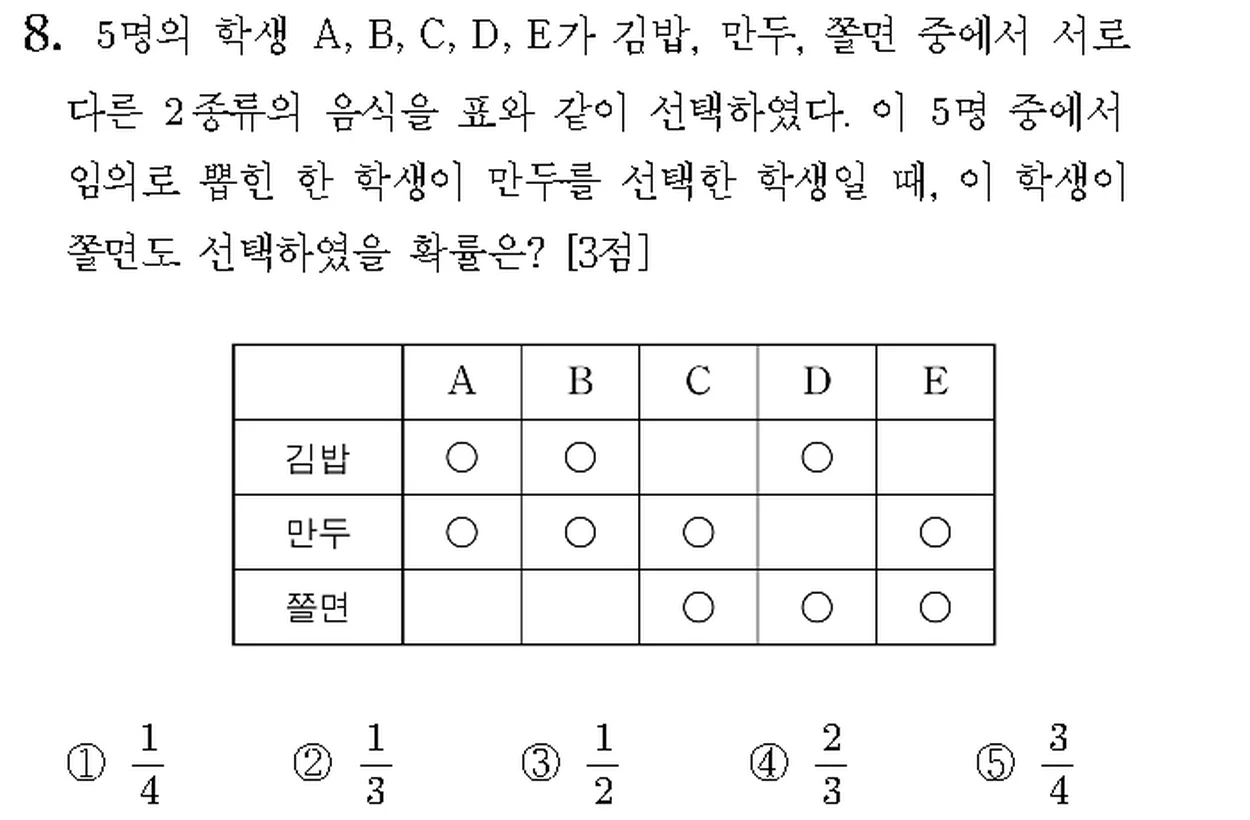 8. 5명의 학생 A, B, C, D, E가 김밥, 만두, 쫄면 중에서 서로
다른 2종류의 음식을 표와 같이 선택하였다. 이 5명 중에서
임의로 뽑힌 한 학생이 만두를 선택한 학생일 때, 이 학생이
쫄면도 선택하였을 확률은? [3점]
A B C D E
김밥 ○ ○ ○
만두 ○ ○ ○ ○
쫄면 ○ ○ ○
① 1/4 ② 1/3 ③ 1/2 ④ 2/3 ⑤ 3/4